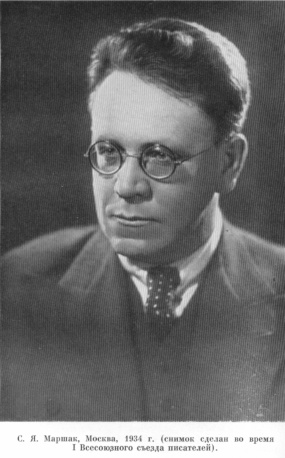 С. Я. Маршак, Москва, 1934 г. (снимок сделан во время
I Всесоюзного съезда писателей).